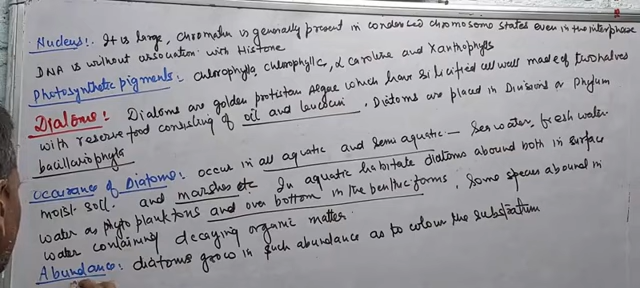 Nucleus:- It is large, chromatin is generally present in condensed chromosome states even in the interphase
DNA is without association with Histone
Photosynthetic pigments: chlorophyll a, chlorophyll c, α carotine and Xanthophylls
Diatoms: Diatoms are golden protistan algae which have silicified cell wall made of two halves
with reserve food consisting of oil and leucosin. Diatoms are placed in Division or Phylum
bacillariophyta
occurance of Diatoms: occur in all aquatic and semi aquatic – Sea water, fresh water
moist soil, and marshes etc In aquatic habitate diatoms abound both in surface
water as phyto planktons and over bottom in the benthic forms. Some species abound in
water containing decaying organic matter.
Abundance: diatoms grow in such abundance as to colour the substratum